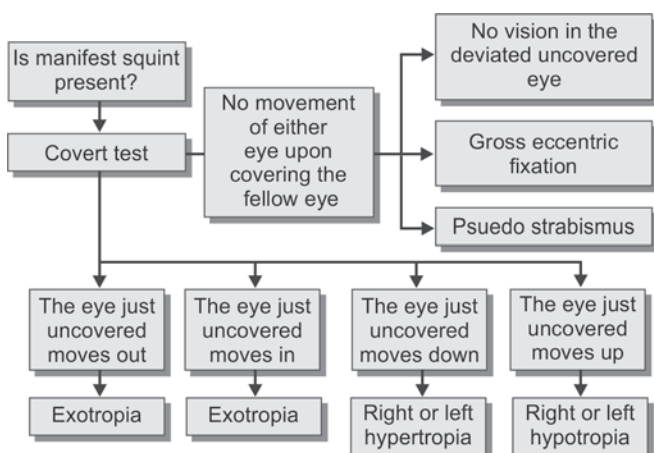 Is manifest squint
present?
Covert test
No movement
of either
eye upon
covering the
fellow eye
No vision in the
deviated uncovered
eye
Gross eccentric
fixation
Psuedo strabismus
The eye just
uncovered
moves out
The eye just
uncovered
moves in
The eye just
uncovered
moves down
The eye just
uncovered
moves up
Exotropia
Exotropia
Right or left
hypertropia
Right or left
hypotropia